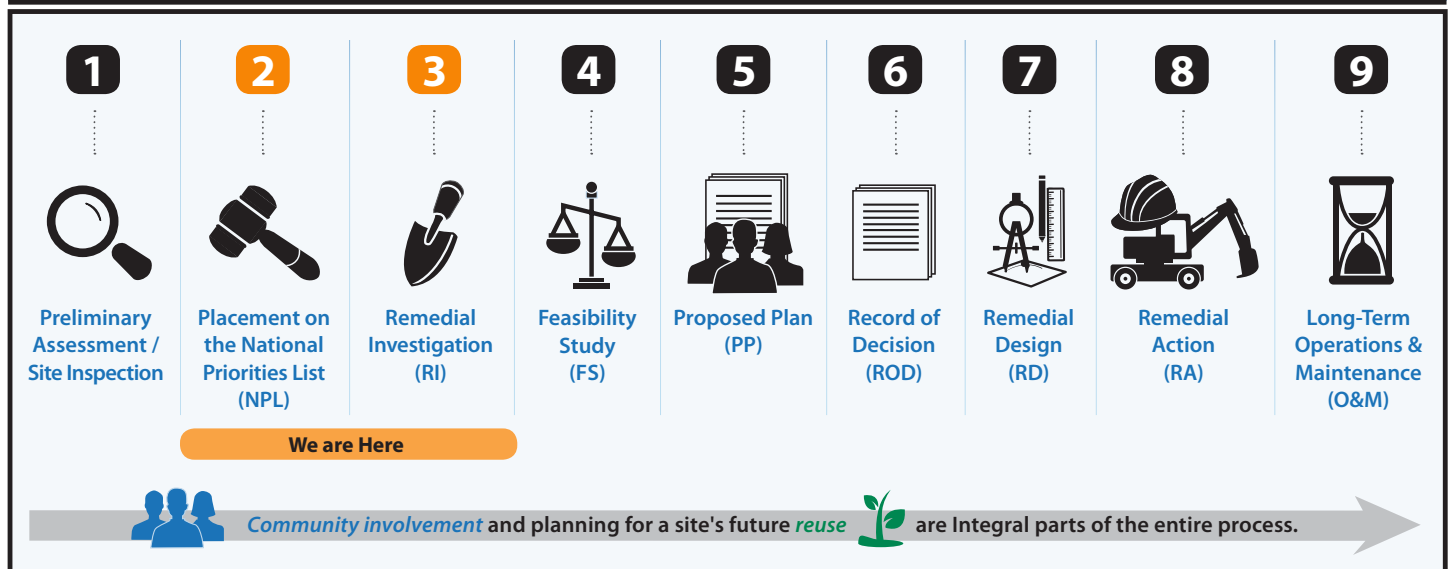 1
2
3
4
5
6
7
8
9
Preliminary
Assessment /
Site Inspection
Placement on
the National
Priorities List
(NPL)
Remedial
Investigation
(RI)
Feasibility
Study
(FS)
Proposed Plan
(PP)
Record of
Decision
(ROD)
Remedial
Design
(RD)
Remedial
Action
(RA)
Long-Term
Operations &
Maintenance
(O&M)
We are Here
Community involvement and planning for a site's future reuse are Integral parts of the entire process.